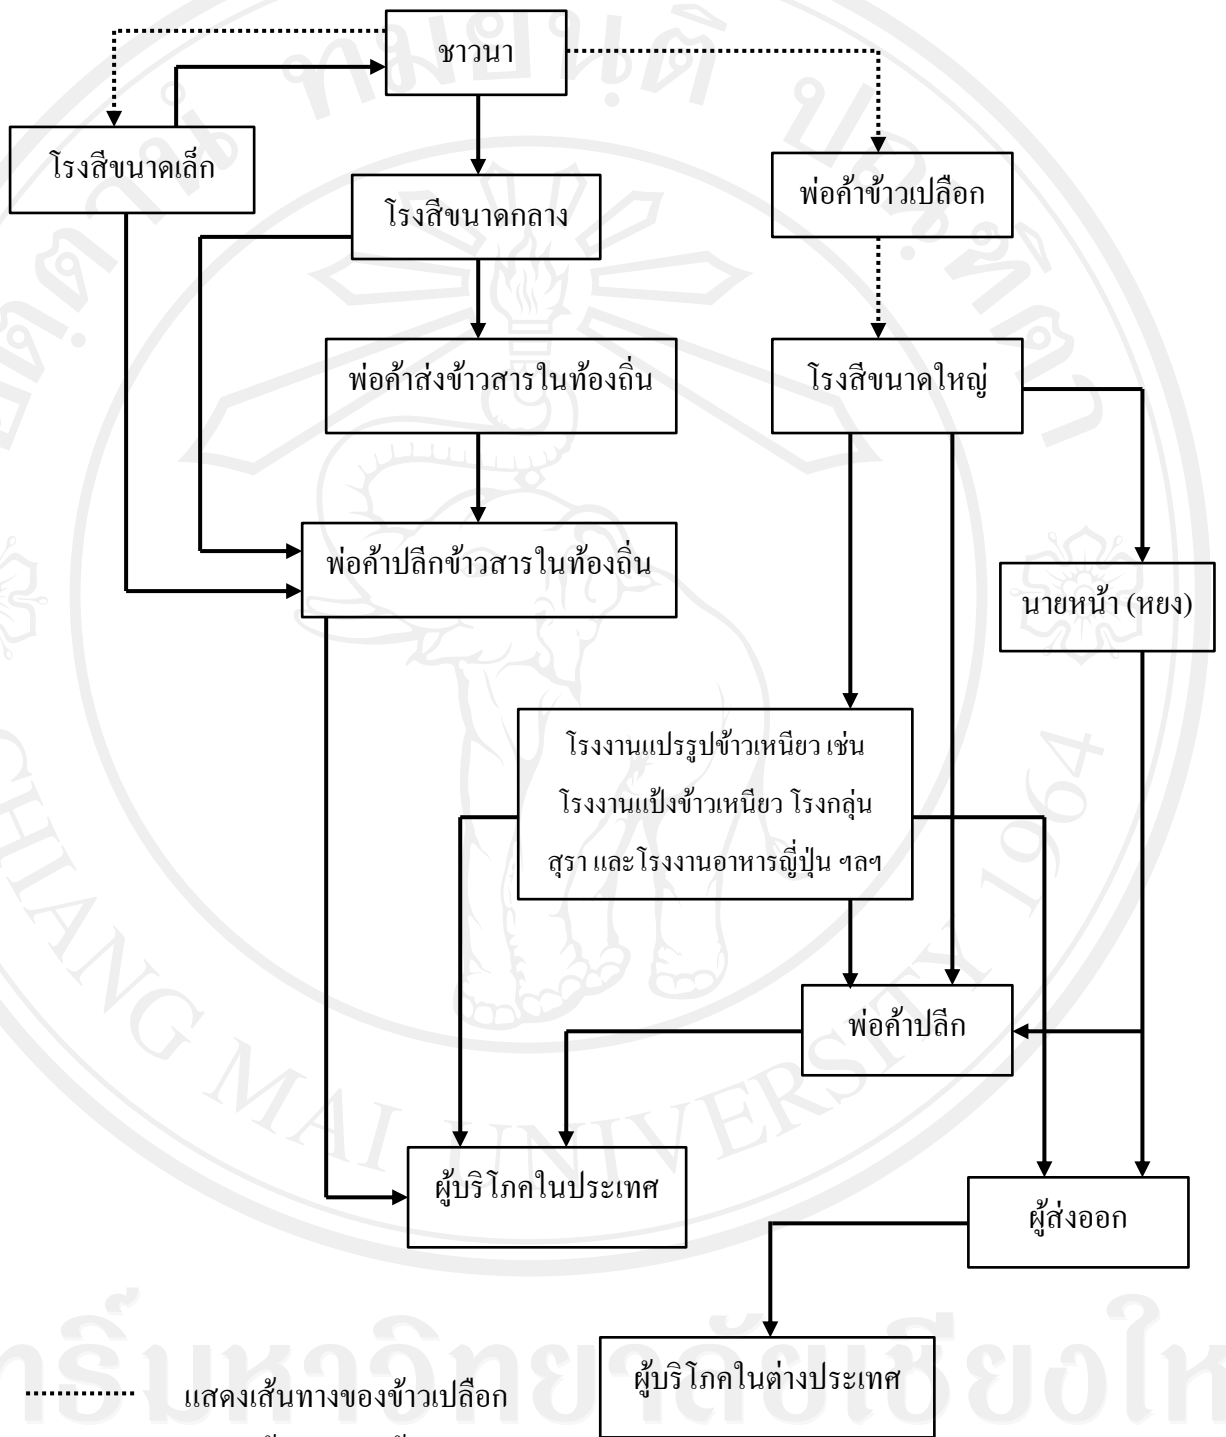 ชาวนา
โรงสีขนาดเล็ก
พ่อค้าข้าวเปลือก
โรงสีขนาดกลาง
พ่อค้าส่งข้าวสารในท้องถิ่น
โรงสีขนาดใหญ่
พ่อค้าปลีกข้าวสารในท้องถิ่น
นายหน้า (หยง)
โรงงานแปรรูปข้าวเหนียว เช่น
โรงงานแป้งข้าวเหนียว โรงกลุ่น
สุรา และโรงงานอาหารญี่ปุ่น ฯลฯ
พ่อค้าปลีก
ผู้บริโภคในประเทศ
ผู้ส่งออก
ผู้บริโภคในต่างประเทศ
แสดงเส้นทางของข้าวเปลือก
CHIANG MAI UNIVERSITY 1964